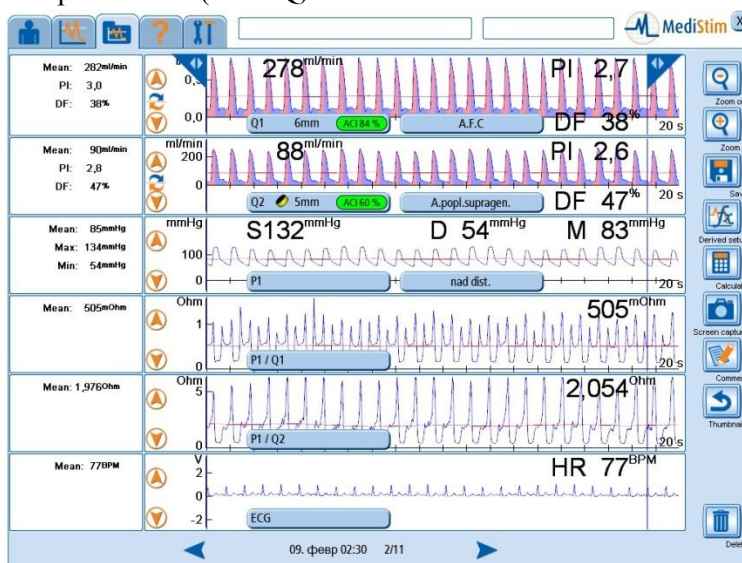 MediStim
X
Mean: 282ml/min
PI: 3,0
DF: 38%
278ml/min
PI 2,7
0,0
Q1 6mm ACI 84 %
A.F.C
DF 38%
20 s
Zoom
Mean: 90ml/min
PI: 2,8
DF: 47%
ml/min
200
0
88ml/min
PI 2,6
Q2 5mm ACI 60 %
A.popl.supragen.
DF 47%
20 s
Zoom
Mean: 85mmHg
Max: 134mmHg
Min: 54mmHg
mmHg
100
0
S132mmHg
D 54mmHg
M 83mmHg
P1
nad dist.
20 s
Derived setu
Mean: 505mOhm
Ohm
1
0
505mOhm
P1 / Q1
20 s
Screen captur
Mean: 1,976Ohm
Ohm
5
0
2,054Ohm
P1 / Q2
20 s
Mean: 77BPM
V
2
0
-2
HR 77BPM
ECG
Delet
09. февр 02:30 2/11